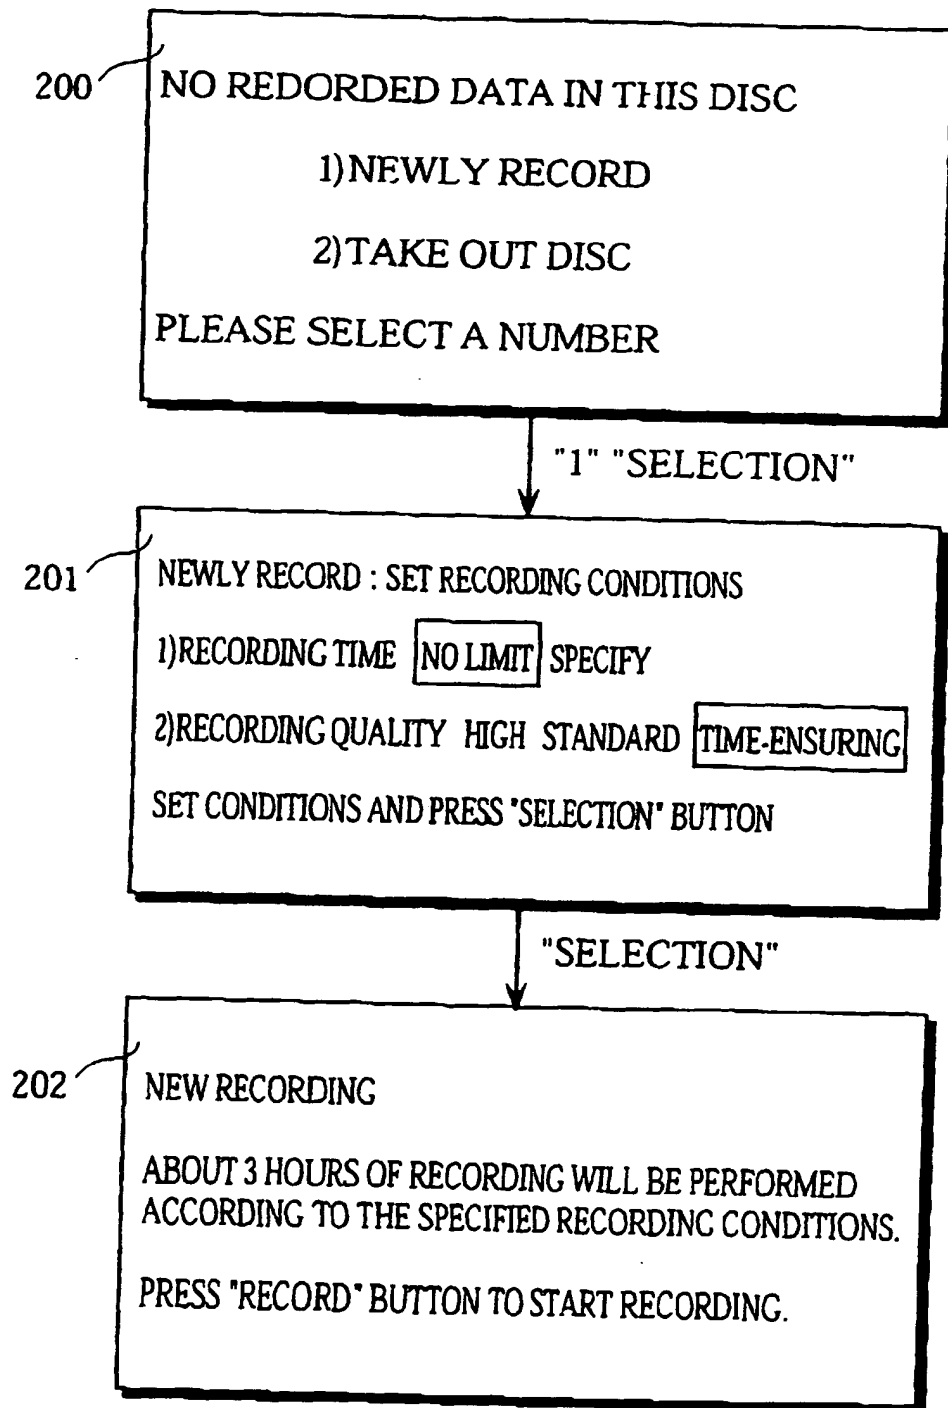 200
NO REDORDED DATA IN THIS DISC
1)NEWLY RECORD
2)TAKE OUT DISC
PLEASE SELECT A NUMBER
"1" "SELECTION"
201
NEWLY RECORD : SET RECORDING CONDITIONS
1)RECORDING TIME NO LIMIT SPECIFY
2)RECORDING QUALITY HIGH STANDARD TIME-ENSURING
SET CONDITIONS AND PRESS "SELECTION" BUTTON
"SELECTION"
202
NEW RECORDING
ABOUT 3 HOURS OF RECORDING WILL BE PERFORMED
ACCORDING TO THE SPECIFIED RECORDING CONDITIONS.
PRESS "RECORD" BUTTON TO START RECORDING.